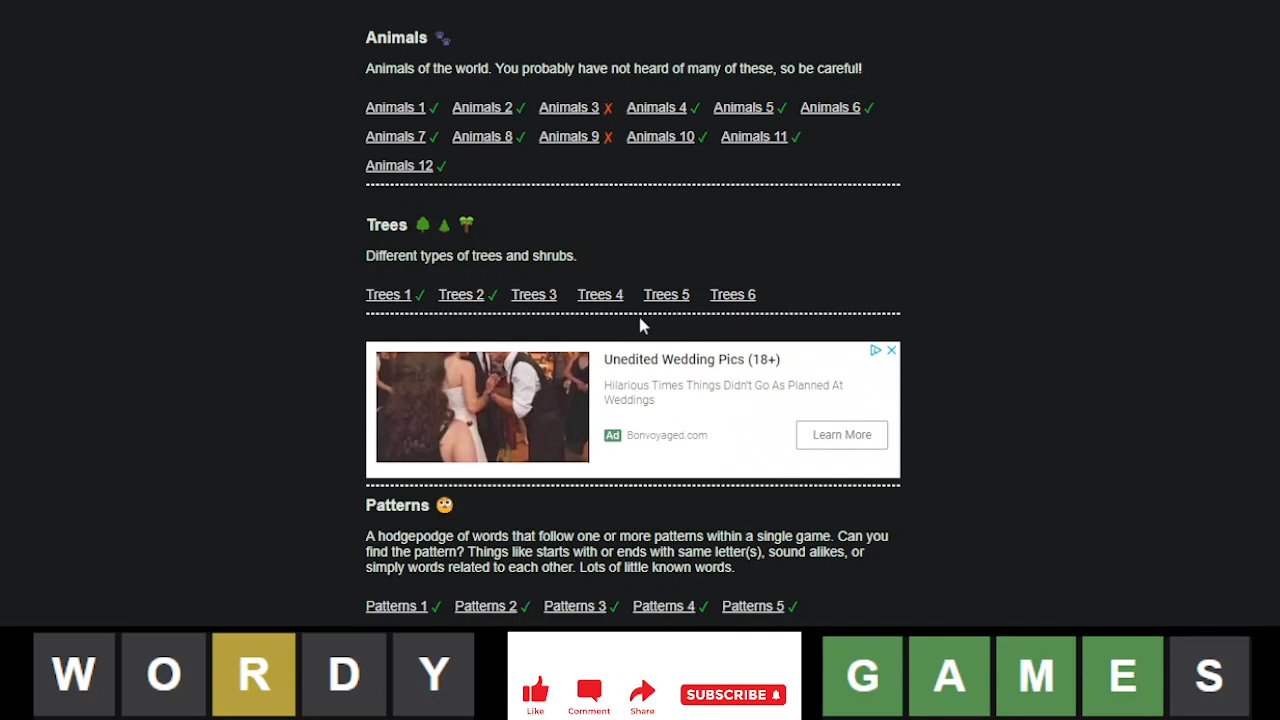 Animals
Animals of the world. You probably have not heard of many of these, so be careful!
Animals 1 ✓ Animals 2 ✓ Animals 3 ✗ Animals 4 ✓ Animals 5 ✓ Animals 6 ✓
Animals 7 ✓ Animals 8 ✓ Animals 9 ✗ Animals 10 ✓ Animals 11 ✓
Animals 12 ✓
Trees
Different types of trees and shrubs.
Trees 1 ✓ Trees 2 ✓ Trees 3 Trees 4 Trees 5 Trees 6
Unedited Wedding Pics (18+)
Hilarious Times Things Didn't Go As Planned At
Weddings
Ad Bonvoyaged.com Learn More
Patterns
A hodgepodge of words that follow one or more patterns within a single game. Can you
find the pattern? Things like starts with or ends with same letter(s), sound alikes, or
simply words related to each other. Lots of little known words.
Patterns 1 ✓ Patterns 2 ✓ Patterns 3 ✓ Patterns 4 ✓ Patterns 5 ✓
WORDY
Like Comment Share SUBSCRIBE
GAMES